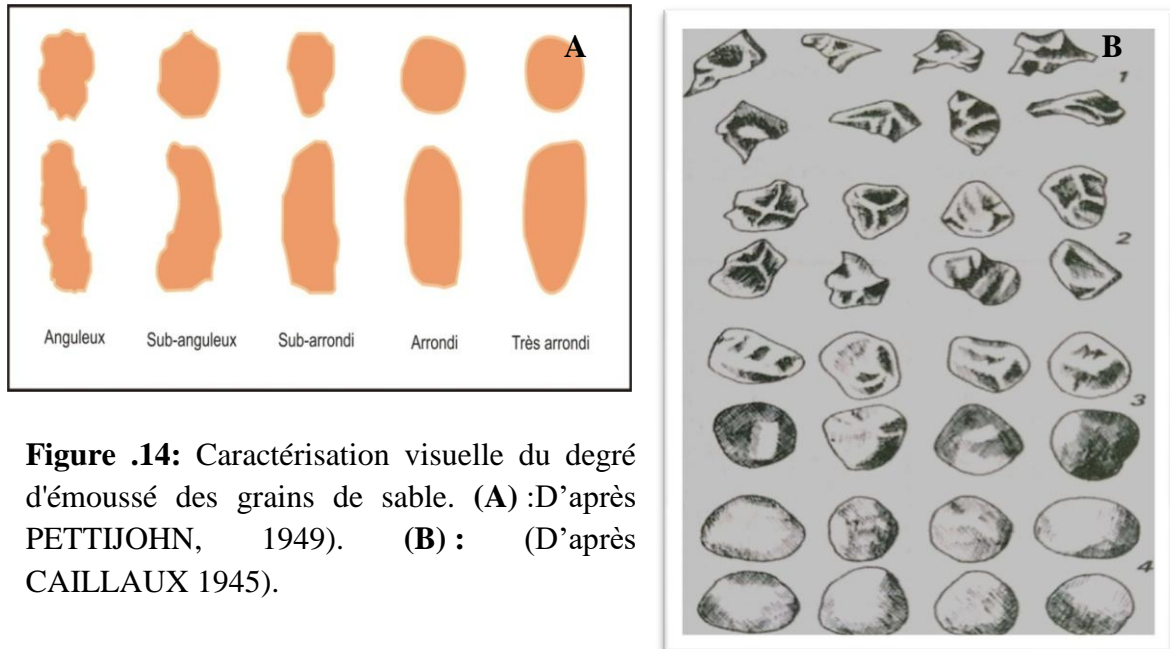 A
Anguleux Sub-anguleux Sub-arrondi Arrondi Très arrondi
Figure .14: Caractérisation visuelle du degré
d'émoussé des grains de sable. (A) :D’après
PETTIJOHN, 1949). (B) : (D’après
CAILLAUX 1945).
B
1
2
3
4